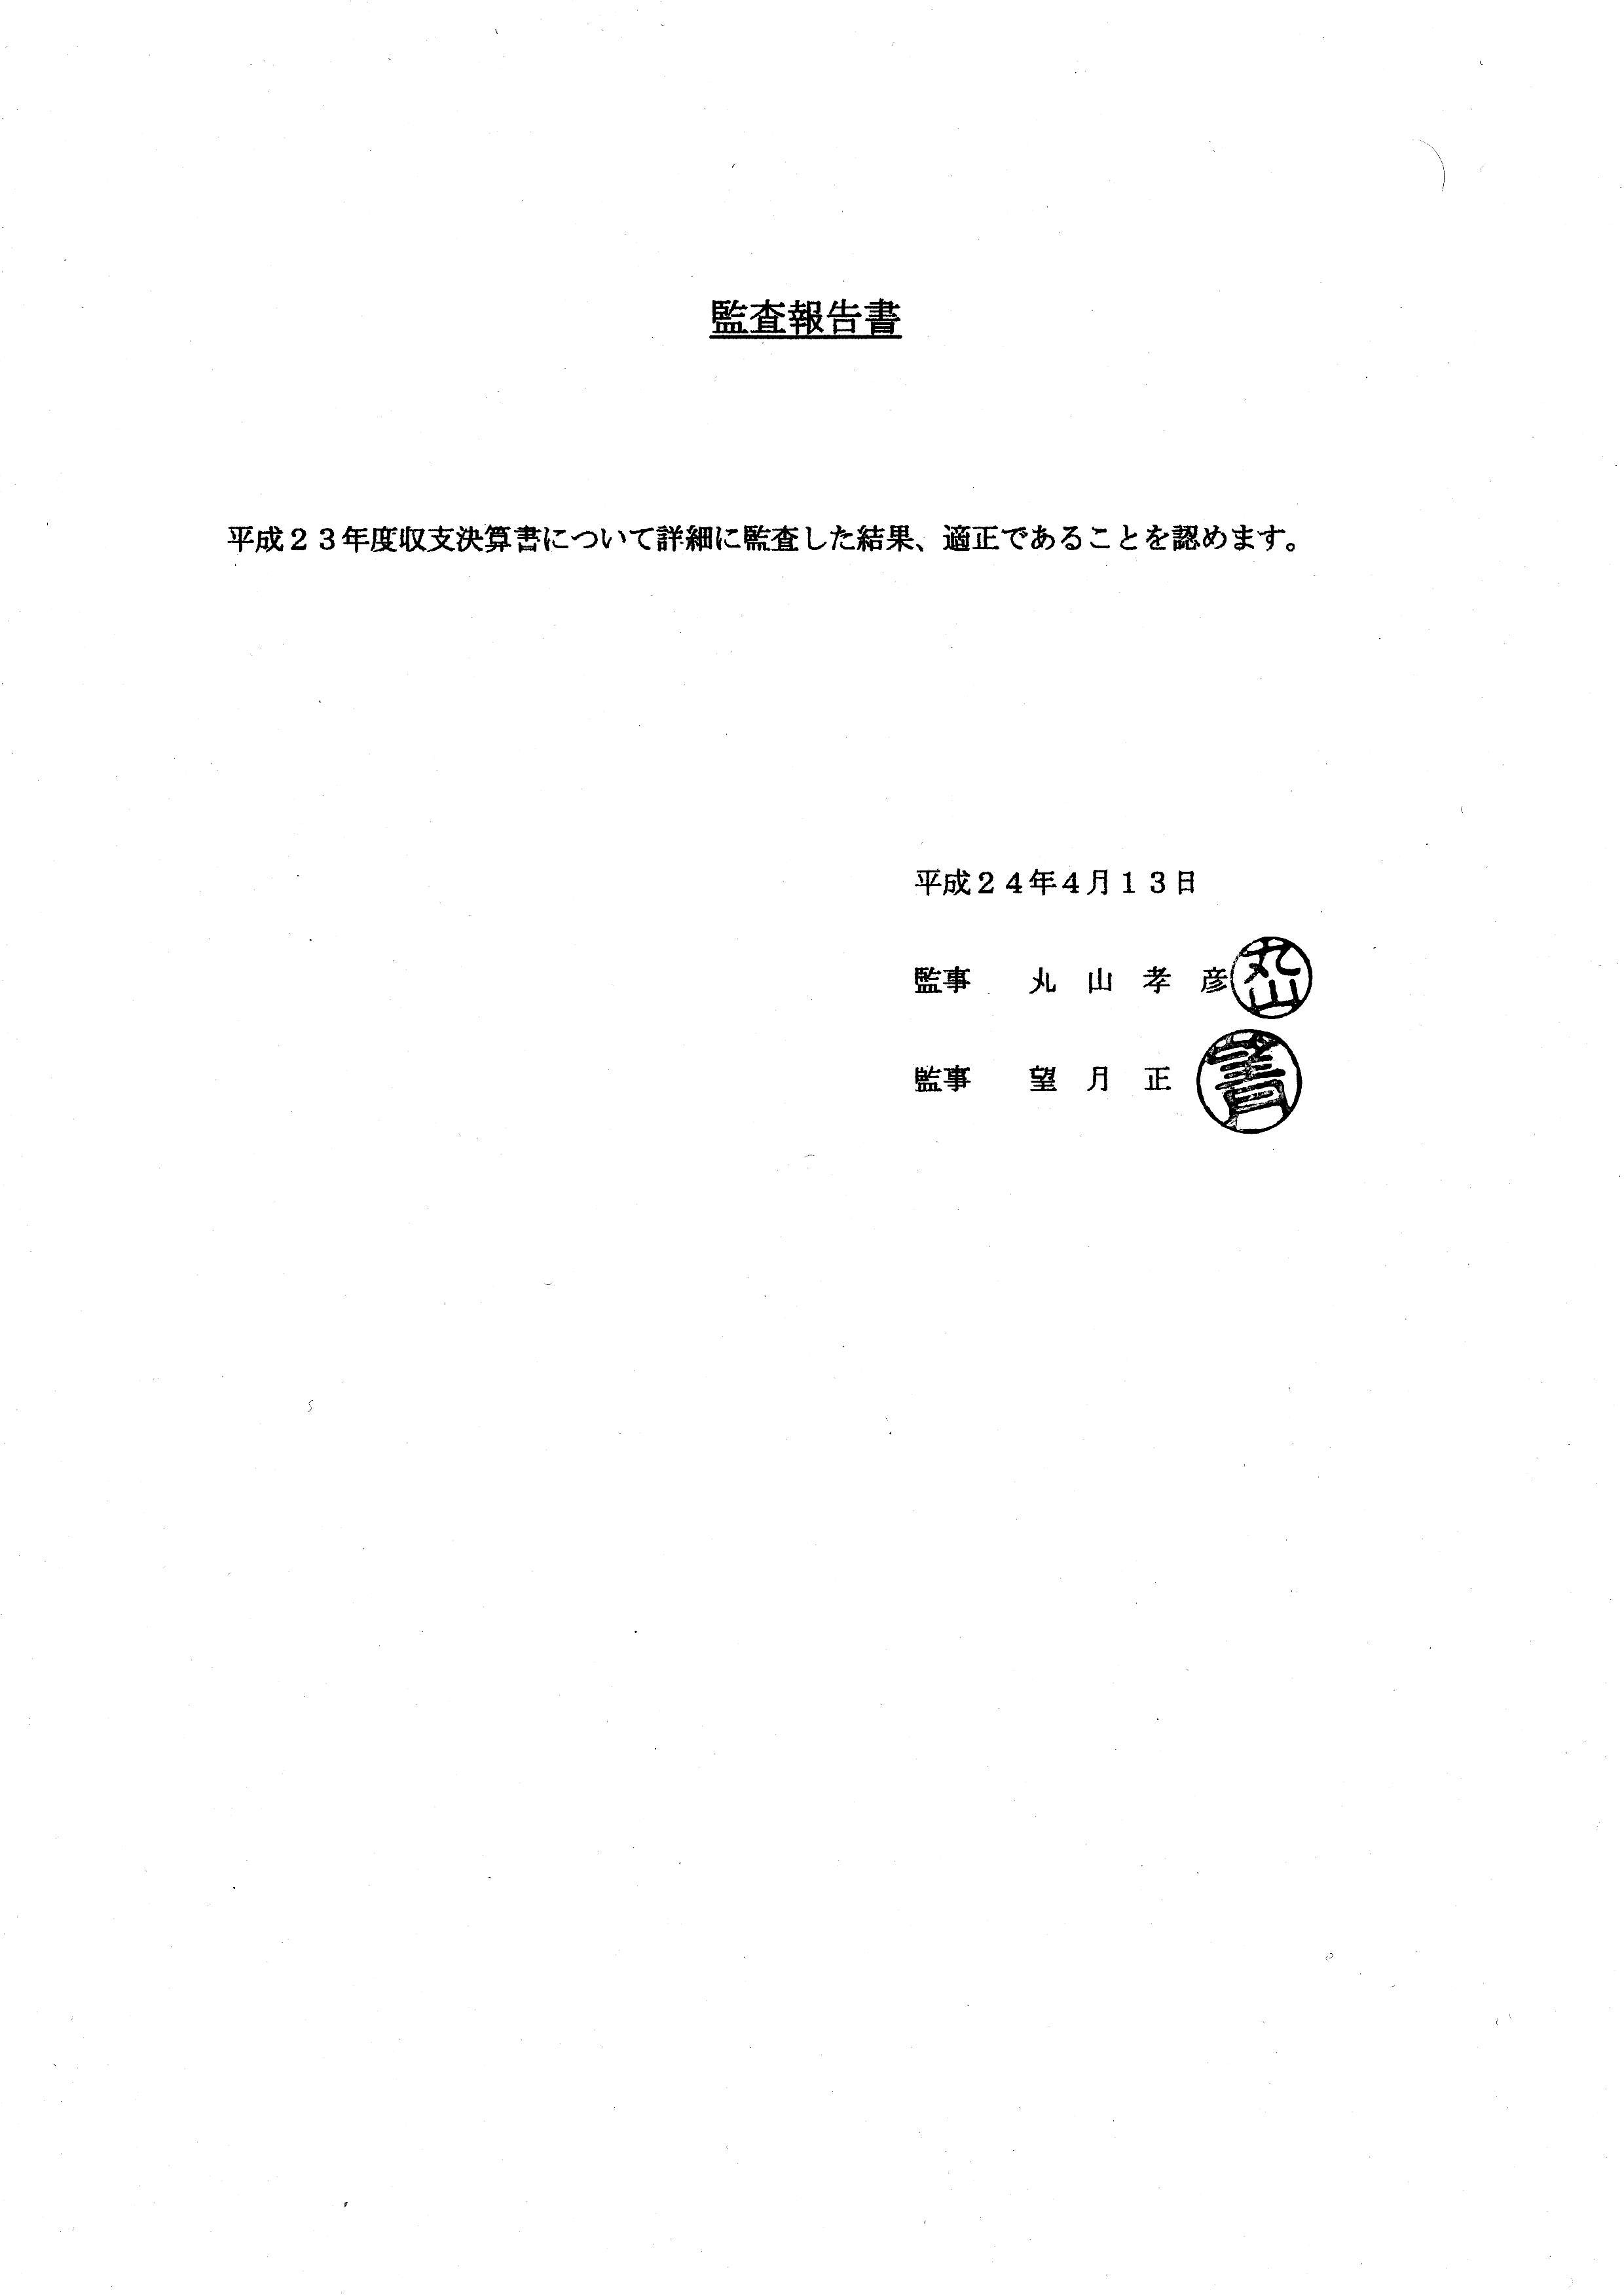 監査報告書
平成２３年度収支決算書について詳細に監査した結果、適正であることを認めます。
平成２４年４月１３日
監事　　丸　山　孝　彦 丸山
監事　　望　月　正